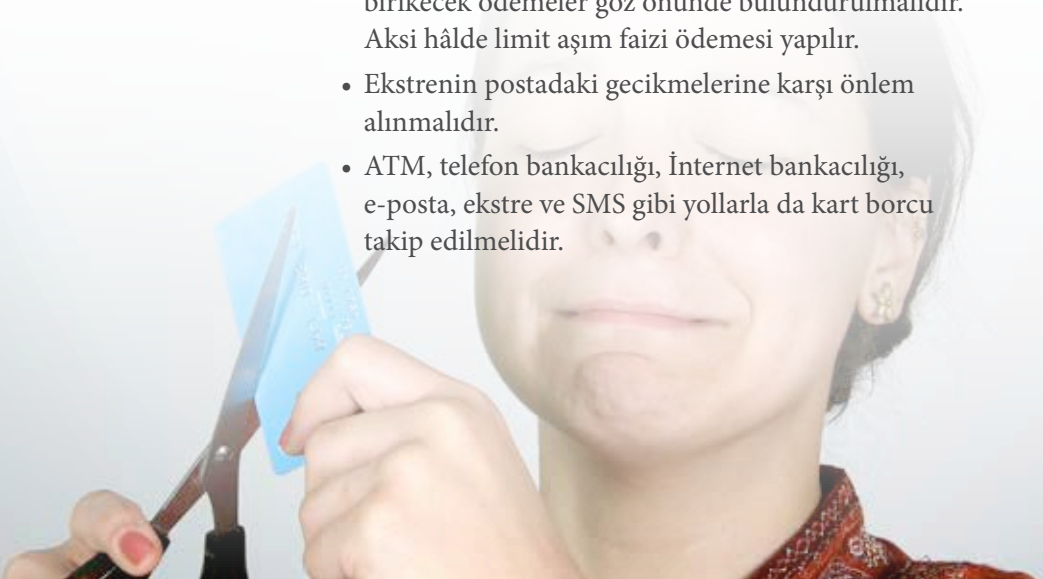 birikecek ödemeler göz önünde bulundurulmalıdır.
Aksi hâlde limit aşım faizi ödemesi yapılır.
• Ekstrenin postadaki gecikmelerine karşı önlem
alınmalıdır.
• ATM, telefon bankacılığı, İnternet bankacılığı,
e-posta, ekstre ve SMS gibi yollarla da kart borcu
takip edilmelidir.